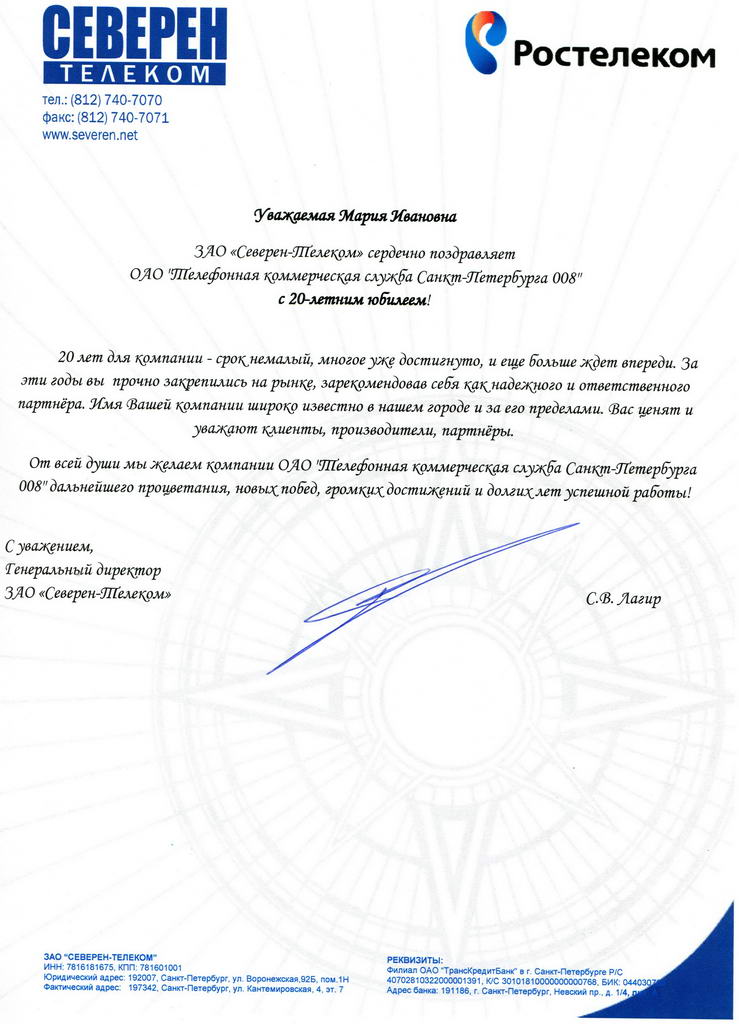 СЕВЕРЕН
ТЕЛЕКОМ
тел.: (812) 740-7070
факс: (812) 740-7071
www.severen.net
Ростелеком
Уважаемая Мария Ивановна
ЗАО «Северен-Телеком» сердечно поздравляет
ОАО "Телефонная коммерческая служба Санкт-Петербурга 008"
с 20-летним юбилеем!
20 лет для компании - срок немалый, многое уже достигнуто, и еще больше ждет впереди. За
эти годы вы прочно закрепились на рынке, зарекомендовав себя как надежного и ответственного
партнёра. Имя Вашей компании широко известно в нашем городе и за его пределами. Вас ценят и
уважают клиенты, производители, партнёры.
От всей души мы желаем компании ОАО "Телефонная коммерческая служба Санкт-Петербурга
008" дальнейшего процветания, новых побед, громких достижений и долгих лет успешной работы!
С уважением,
Генеральный директор
ЗАО «Северен-Телеком»
С.В. Лагир
ЗАО "СЕВЕРЕН-ТЕЛЕКОМ"
ИНН: 7816181675, КПП: 781601001
Юридический адрес: 192007, Санкт-Петербург, ул. Воронежская,92Б, пом.1Н
Фактический адрес: 197342, Санкт-Петербург, ул. Кантемировская, 4, эт. 7
РЕКВИЗИТЫ:
Филиал ОАО "ТрансКредитБанк" в г. Санкт-Петербурге Р/С
40702810322000001391, К/С 30101810000000000768, БИК:
Адрес банка: 191186, г. Санкт-Петербург, Невский пр., д. 1/4,